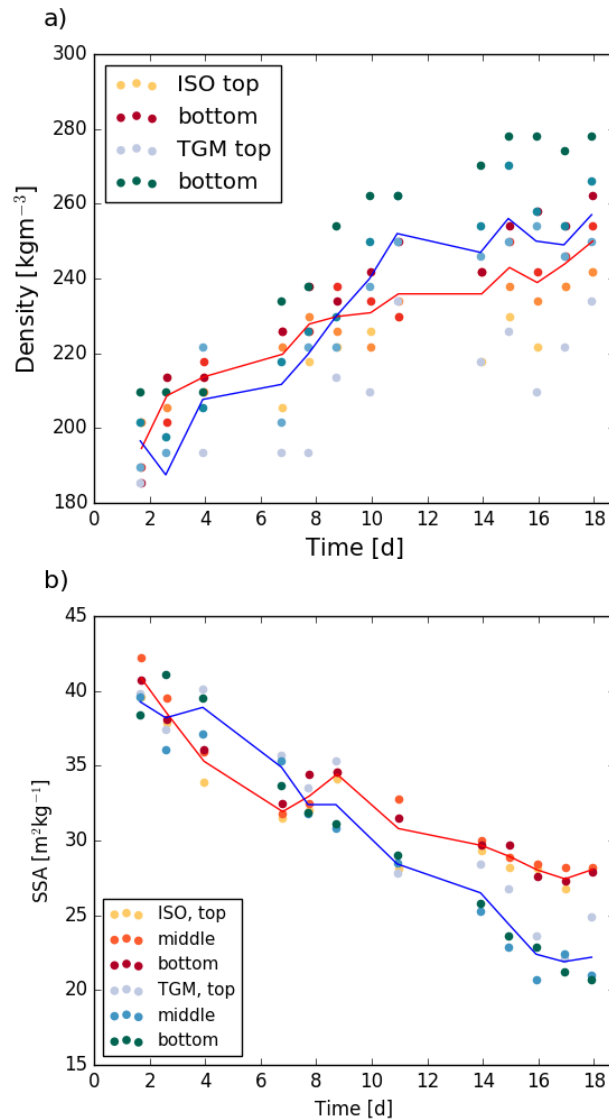 a)
300
280
260
240
220
200
180
Density [kgm⁻³]
ISO top
bottom
TGM top
bottom
0 2 4 6 8 10 12 14 16 18
Time [d]
b)
45
40
35
30
25
20
15
SSA [m²kg⁻¹]
ISO, top
middle
bottom
TGM, top
middle
bottom
0 2 4 6 8 10 12 14 16 18
Time [d]